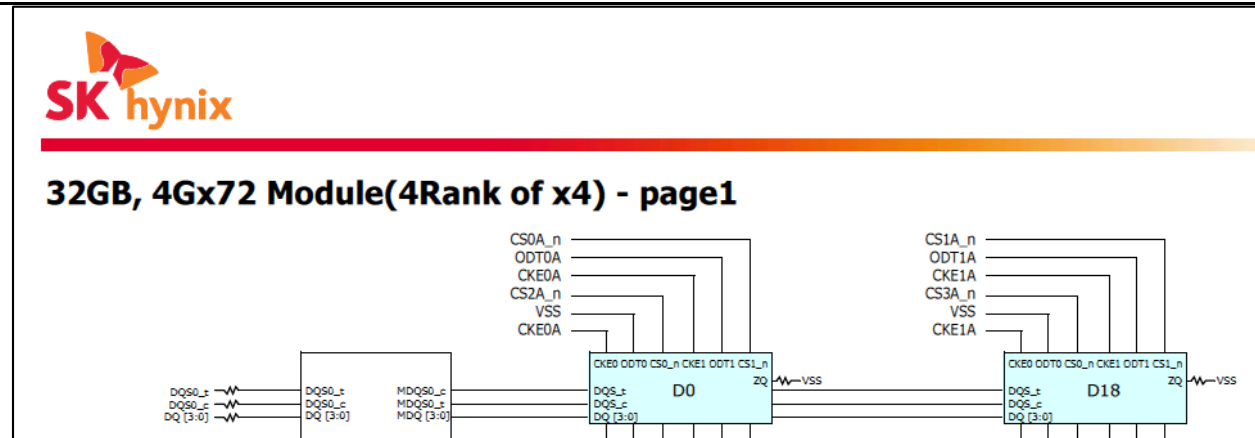 SK hynix
32GB, 4Gx72 Module(4Rank of x4) - page1
CS0A_n
ODT0A
CKE0A
CS2A_n
VSS
CKE0A
CS1A_n
ODT1A
CKE1A
CS3A_n
VSS
CKE1A
CKE0 ODT0 CS0_n CKE1 ODT1 CS1_n
ZQ VSS
D0
DQS_t
DQS_c
DQ [3:0]
CKE0 ODT0 CS0_n CKE1 ODT1 CS1_n
ZQ VSS
D18
DQS_t
DQS_c
DQ [3:0]
DQS0_t DQS0_t MDQS0_c
DQS0_c DQS0_c MDQS0_t
DQ [3:0] DQ [3:0] MDQ [3:0]